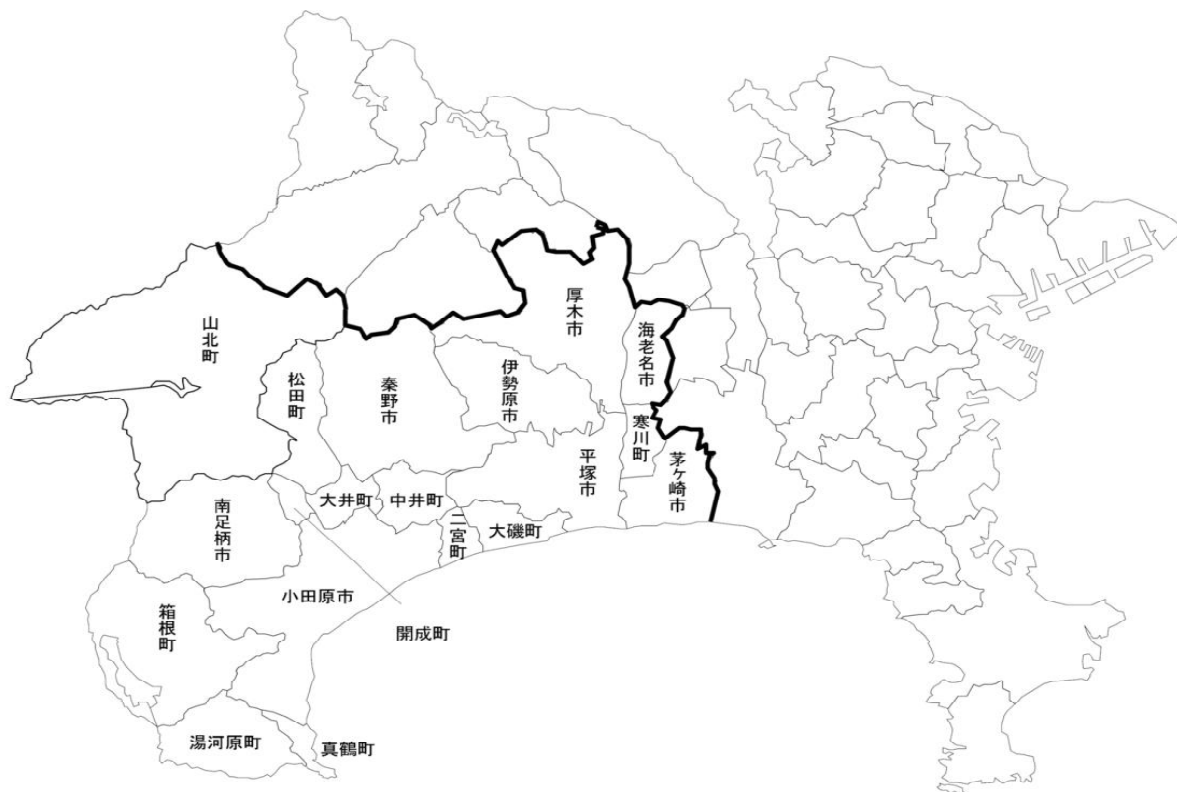 厚木市
山北町
海老名市
松田町
秦野市
伊勢原市
寒川町
平塚市
茅ヶ崎市
大井町
中井町
南足柄市
二宮町
大磯町
小田原市
箱根町
開成町
湯河原町
真鶴町